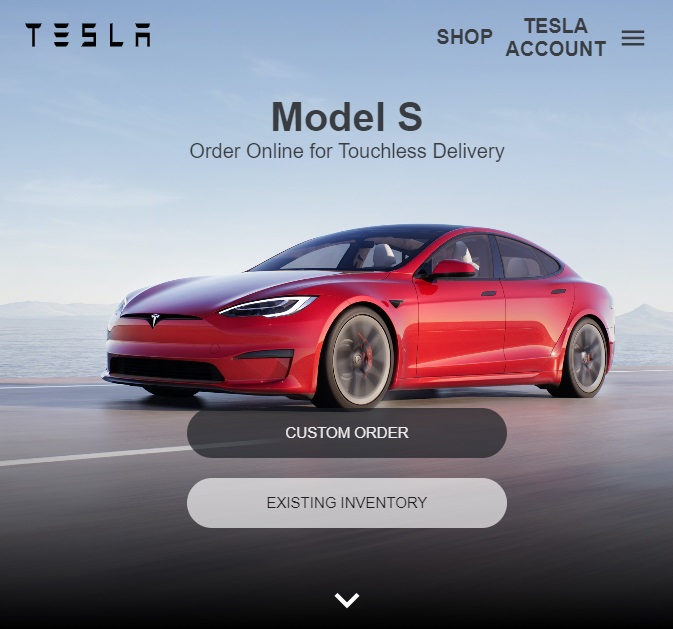 TESLA
SHOP
TESLA
ACCOUNT
Model S
Order Online for Touchless Delivery
CUSTOM ORDER
EXISTING INVENTORY